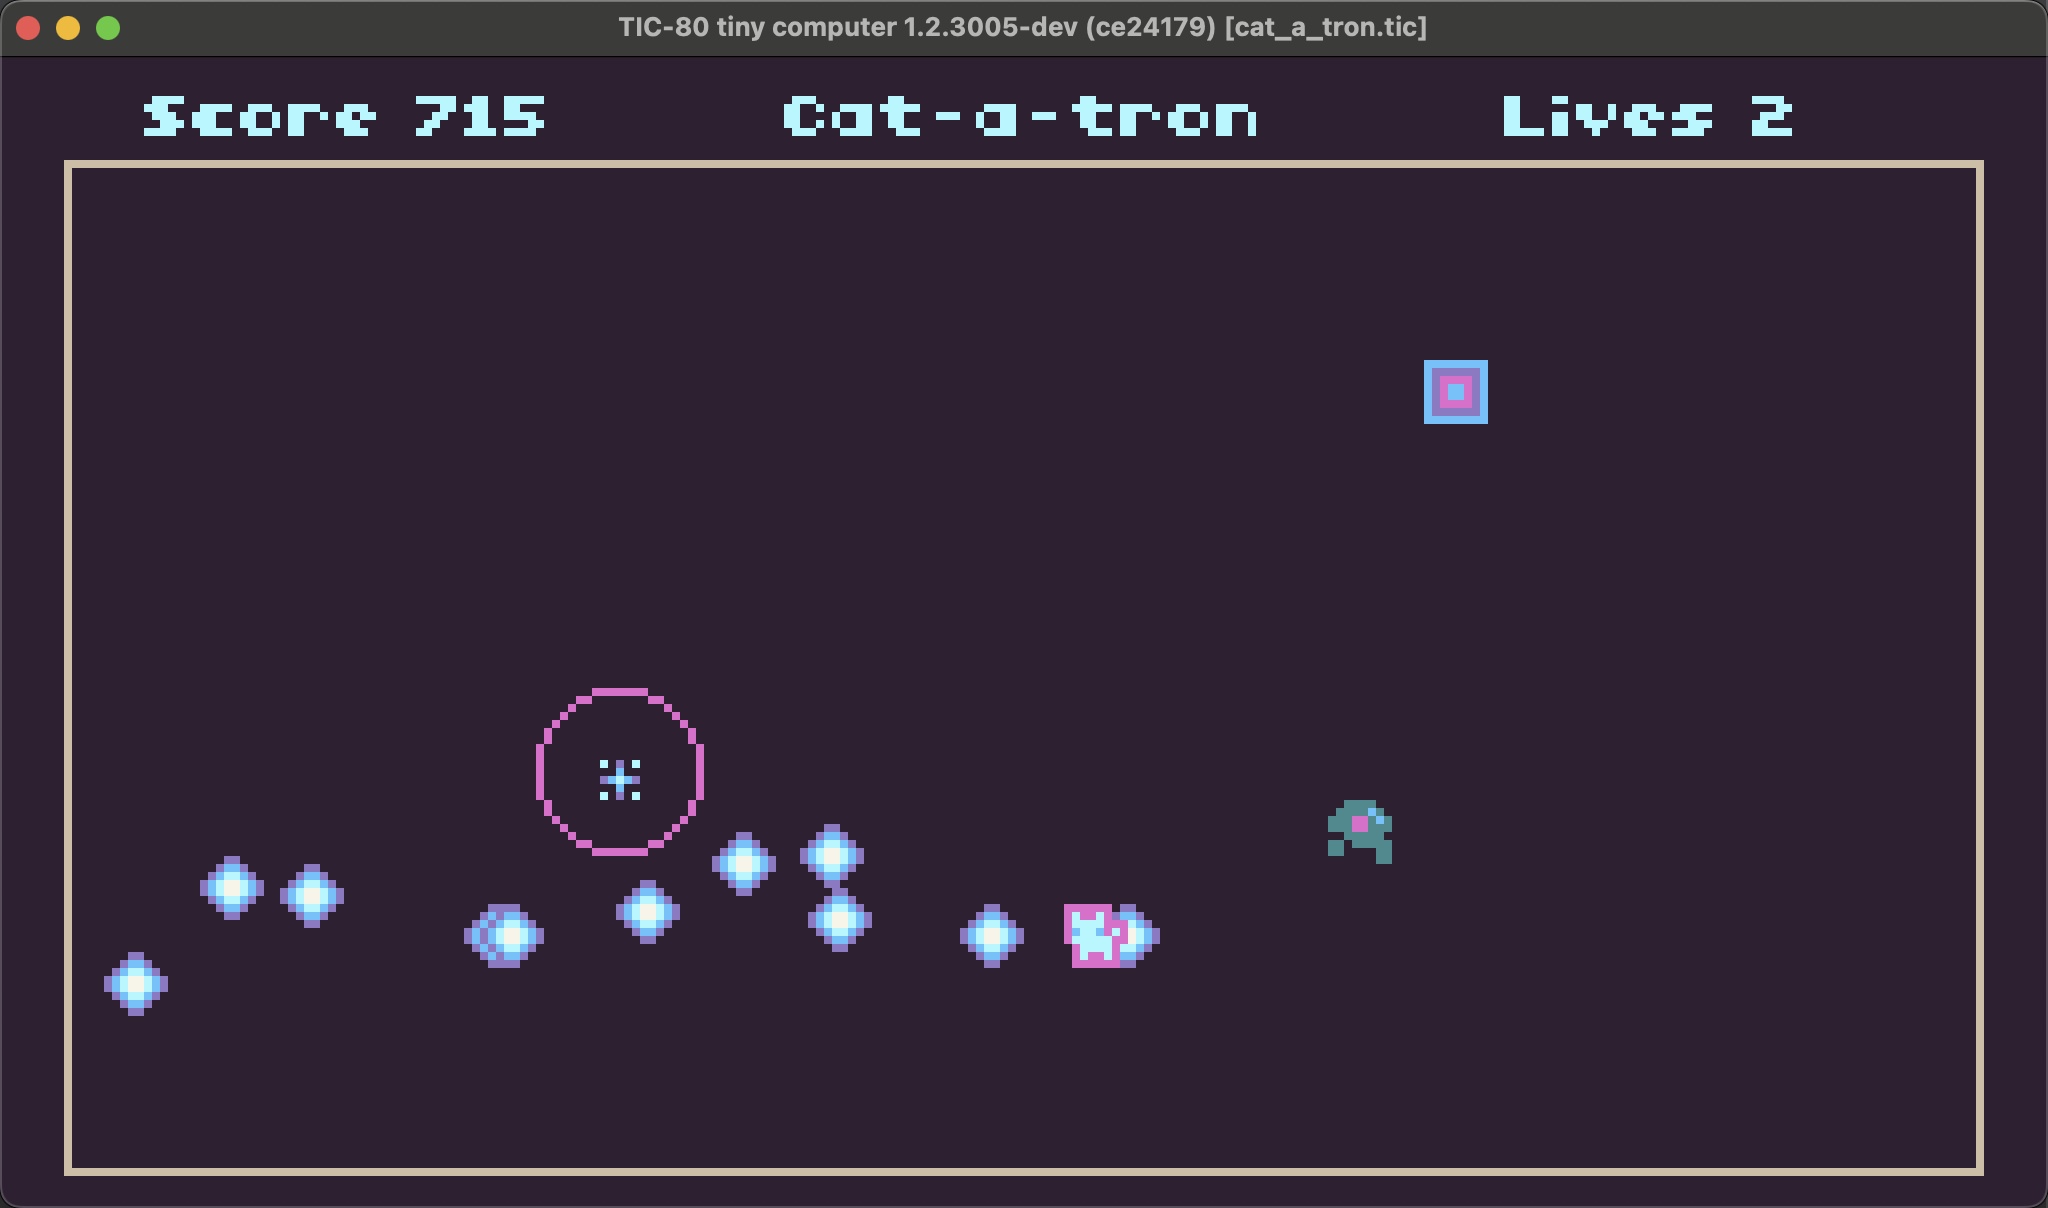 TIC-80 tiny computer 1.2.3005-dev (ce24179) [cat_a_tron.tic]
Score 715 Cat-a-tron Lives 2